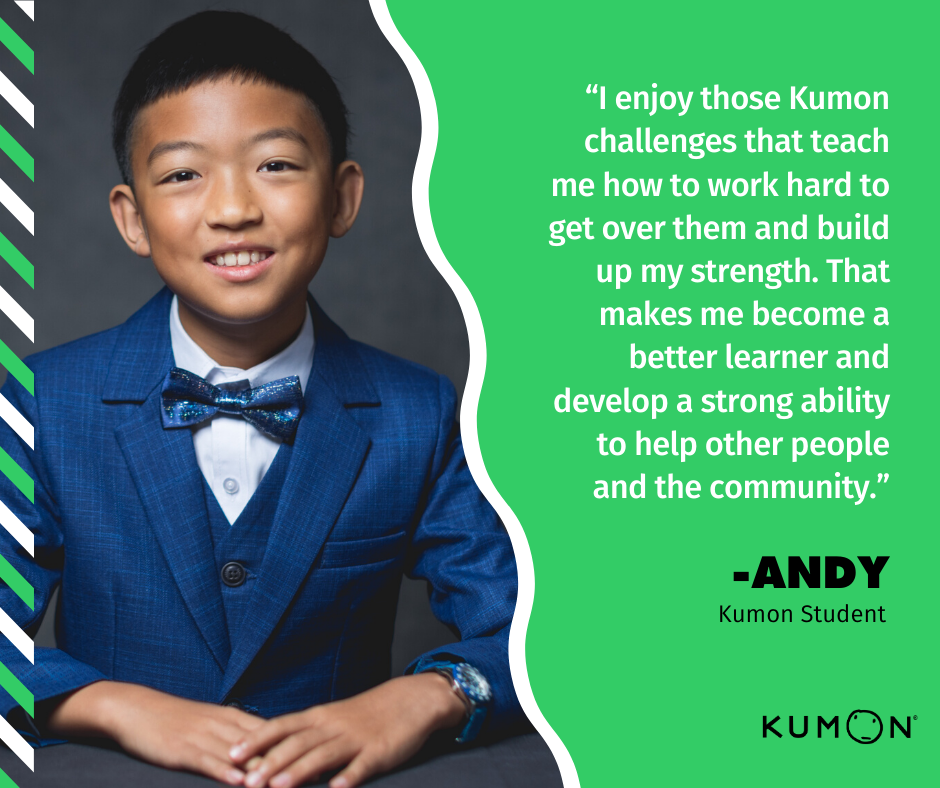 “I enjoy those Kumon
challenges that teach
me how to work hard to
get over them and build
up my strength. That
makes me become a
better learner and
develop a strong ability
to help other people
and the community.”
-ANDY
Kumon Student
KUMON®